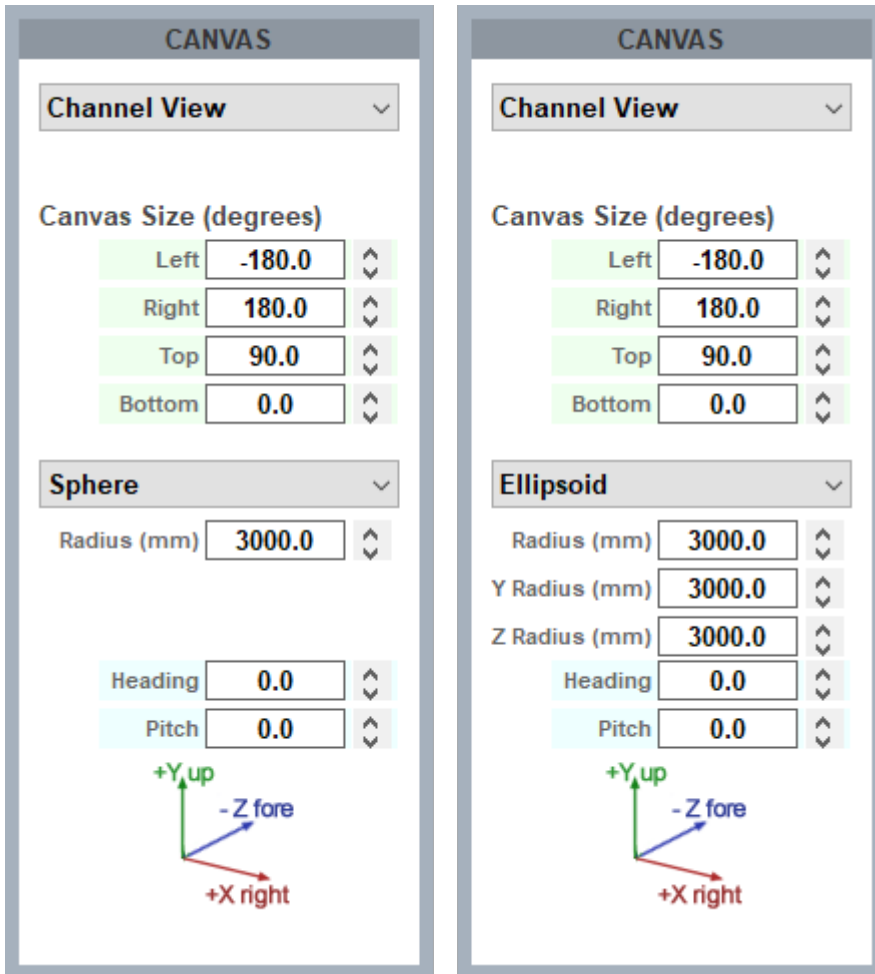 CANVAS
Channel View
Canvas Size (degrees)
Left -180.0
Right 180.0
Top 90.0
Bottom 0.0
Sphere
Radius (mm) 3000.0
Heading 0.0
Pitch 0.0
+Y up
- Z fore
+X right
CANVAS
Channel View
Canvas Size (degrees)
Left -180.0
Right 180.0
Top 90.0
Bottom 0.0
Ellipsoid
Radius (mm) 3000.0
Y Radius (mm) 3000.0
Z Radius (mm) 3000.0
Heading 0.0
Pitch 0.0
+Y up
- Z fore
+X right